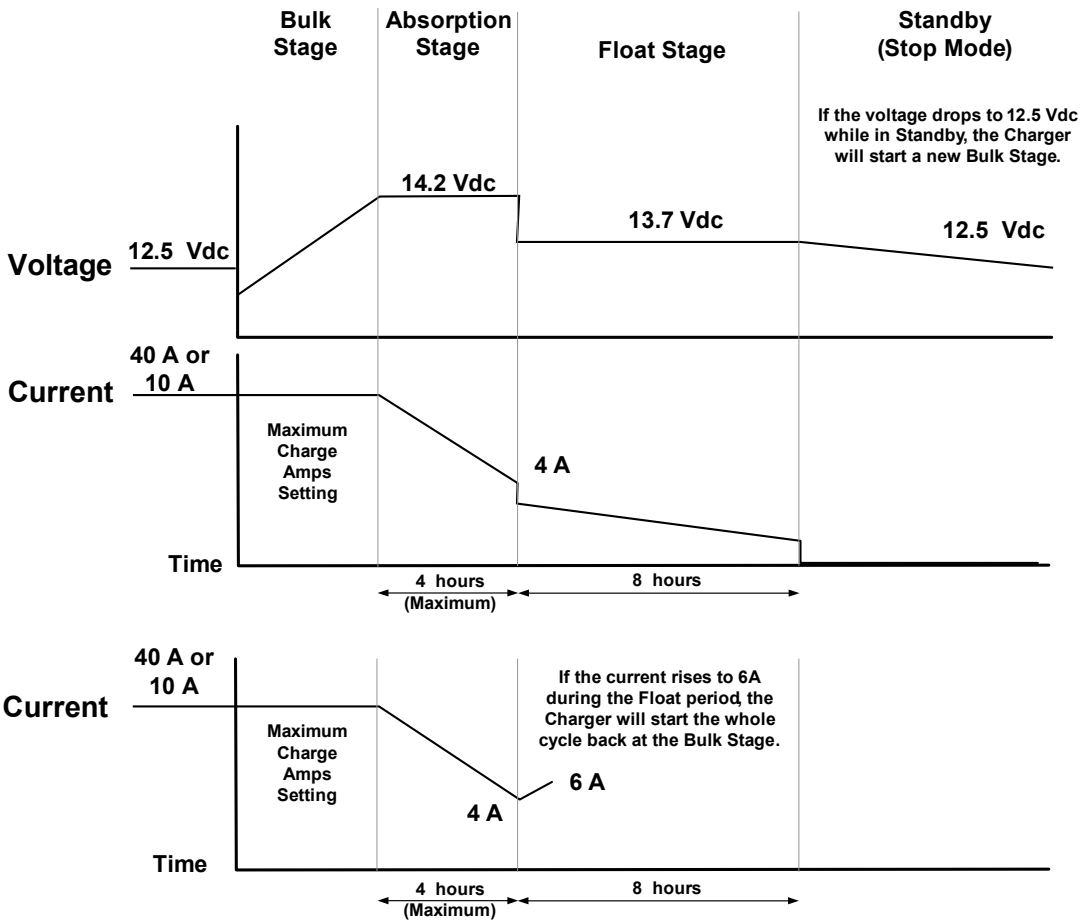 Bulk
Stage
Absorption
Stage
Float Stage
Standby
(Stop Mode)
If the voltage drops to 12.5 Vdc
while in Standby, the Charger
will start a new Bulk Stage.
14.2 Vdc
13.7 Vdc
12.5 Vdc
12.5 Vdc
Voltage
40 A or
10 A
Current
Maximum
Charge
Amps
Setting
4 A
Time
4 hours
(Maximum)
8 hours
40 A or
10 A
Current
Maximum
Charge
Amps
Setting
If the current rises to 6A
during the Float period, the
Charger will start the whole
cycle back at the Bulk Stage.
6 A
4 A
Time
4 hours
(Maximum)
8 hours